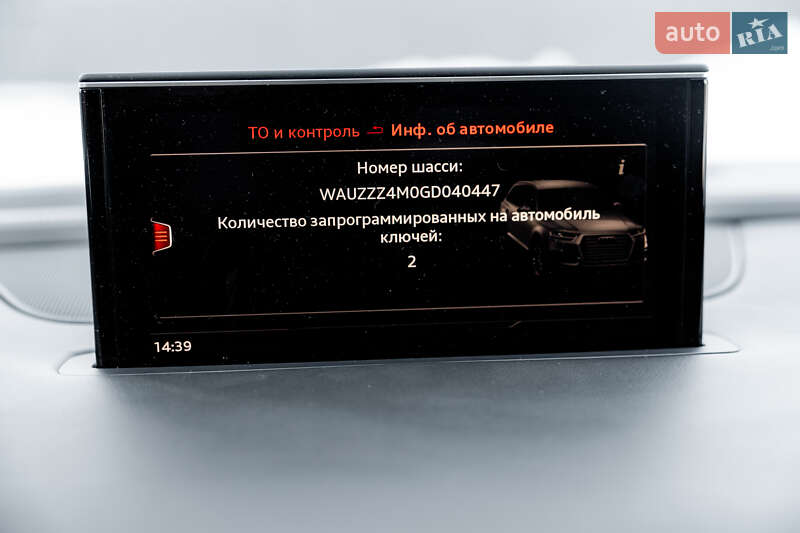 auto RIA
ТО и контроль Инф. об автомобиле
Номер шасси:
WAUZZZ4M0GD040447
Количество запрограммированных на автомобиль
ключей:
2
14:39